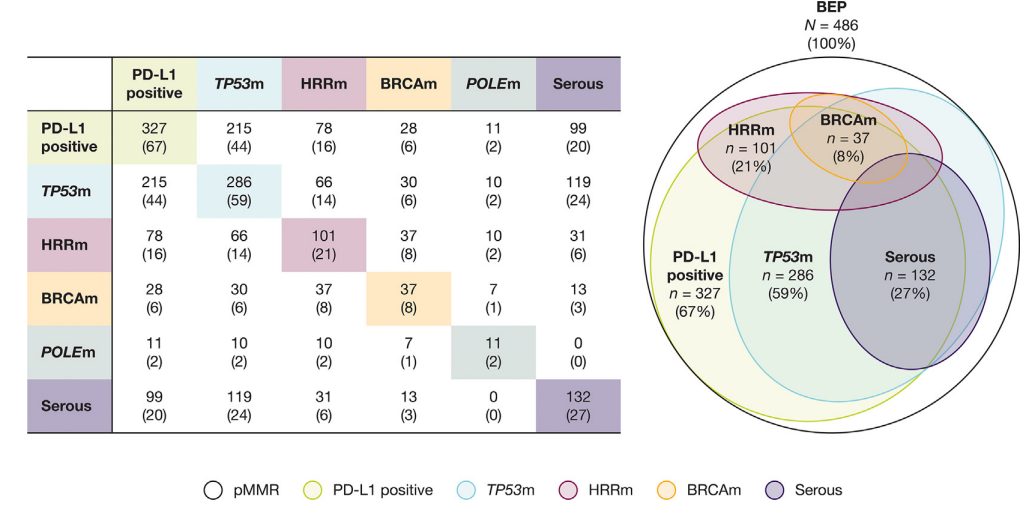 PD-L1 positive TP53m HRRm BRCAm POLEm Serous
PD-L1 positive 327 (67) 215 (44) 78 (16) 28 (6) 11 (2) 99 (20)
TP53m 215 (44) 286 (59) 66 (14) 30 (6) 10 (2) 119 (24)
HRRm 78 (16) 66 (14) 101 (21) 37 (8) 10 (2) 31 (6)
BRCAm 28 (6) 30 (6) 37 (8) 37 (8) 7 (1) 13 (3)
POLEm 11 (2) 10 (2) 10 (2) 7 (1) 11 (2) 0 (0)
Serous 99 (20) 119 (24) 31 (6) 13 (3) 0 (0) 132 (27)
BEP
N = 486
(100%)
HRRm
n = 101
(21%)
BRCAm
n = 37
(8%)
PD-L1
positive
n = 327
(67%)
TP53m
n = 286
(59%)
Serous
n = 132
(27%)
pMMR PD-L1 positive TP53m HRRm BRCAm Serous